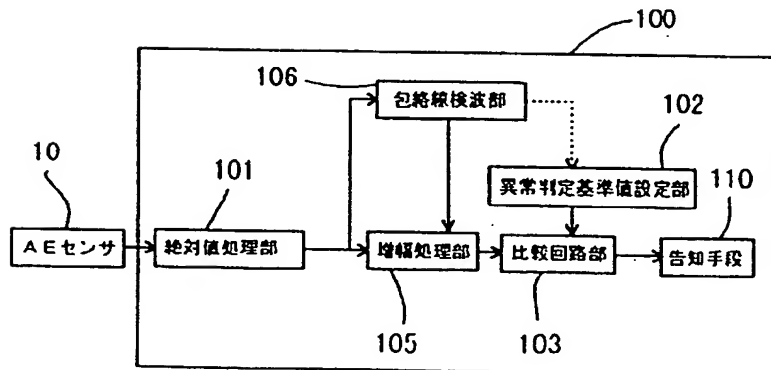 100
106
包絡線検波部
102
10
101
異常判定基準値設定部
110
AEセンサ
絶対値処理部
増幅処理部
比較回路部
告知手段
105
103